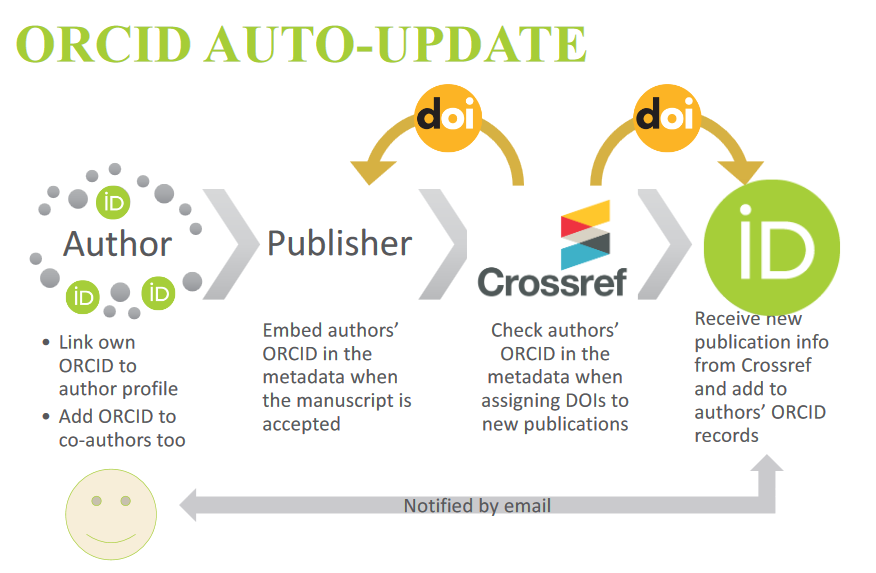 ORCID AUTO-UPDATE
doi
doi
iD
Author
iD
iD
Publisher
Crossref
iD
• Link own
ORCID to
author profile
• Add ORCID to
co-authors too
Embed authors’
ORCID in the
metadata when
the manuscript is
accepted
Check authors’
ORCID in the
metadata when
assigning DOIs to
new publications
Receive new
publication info
from Crossref
and add to
authors’ ORCID
records
Notified by email